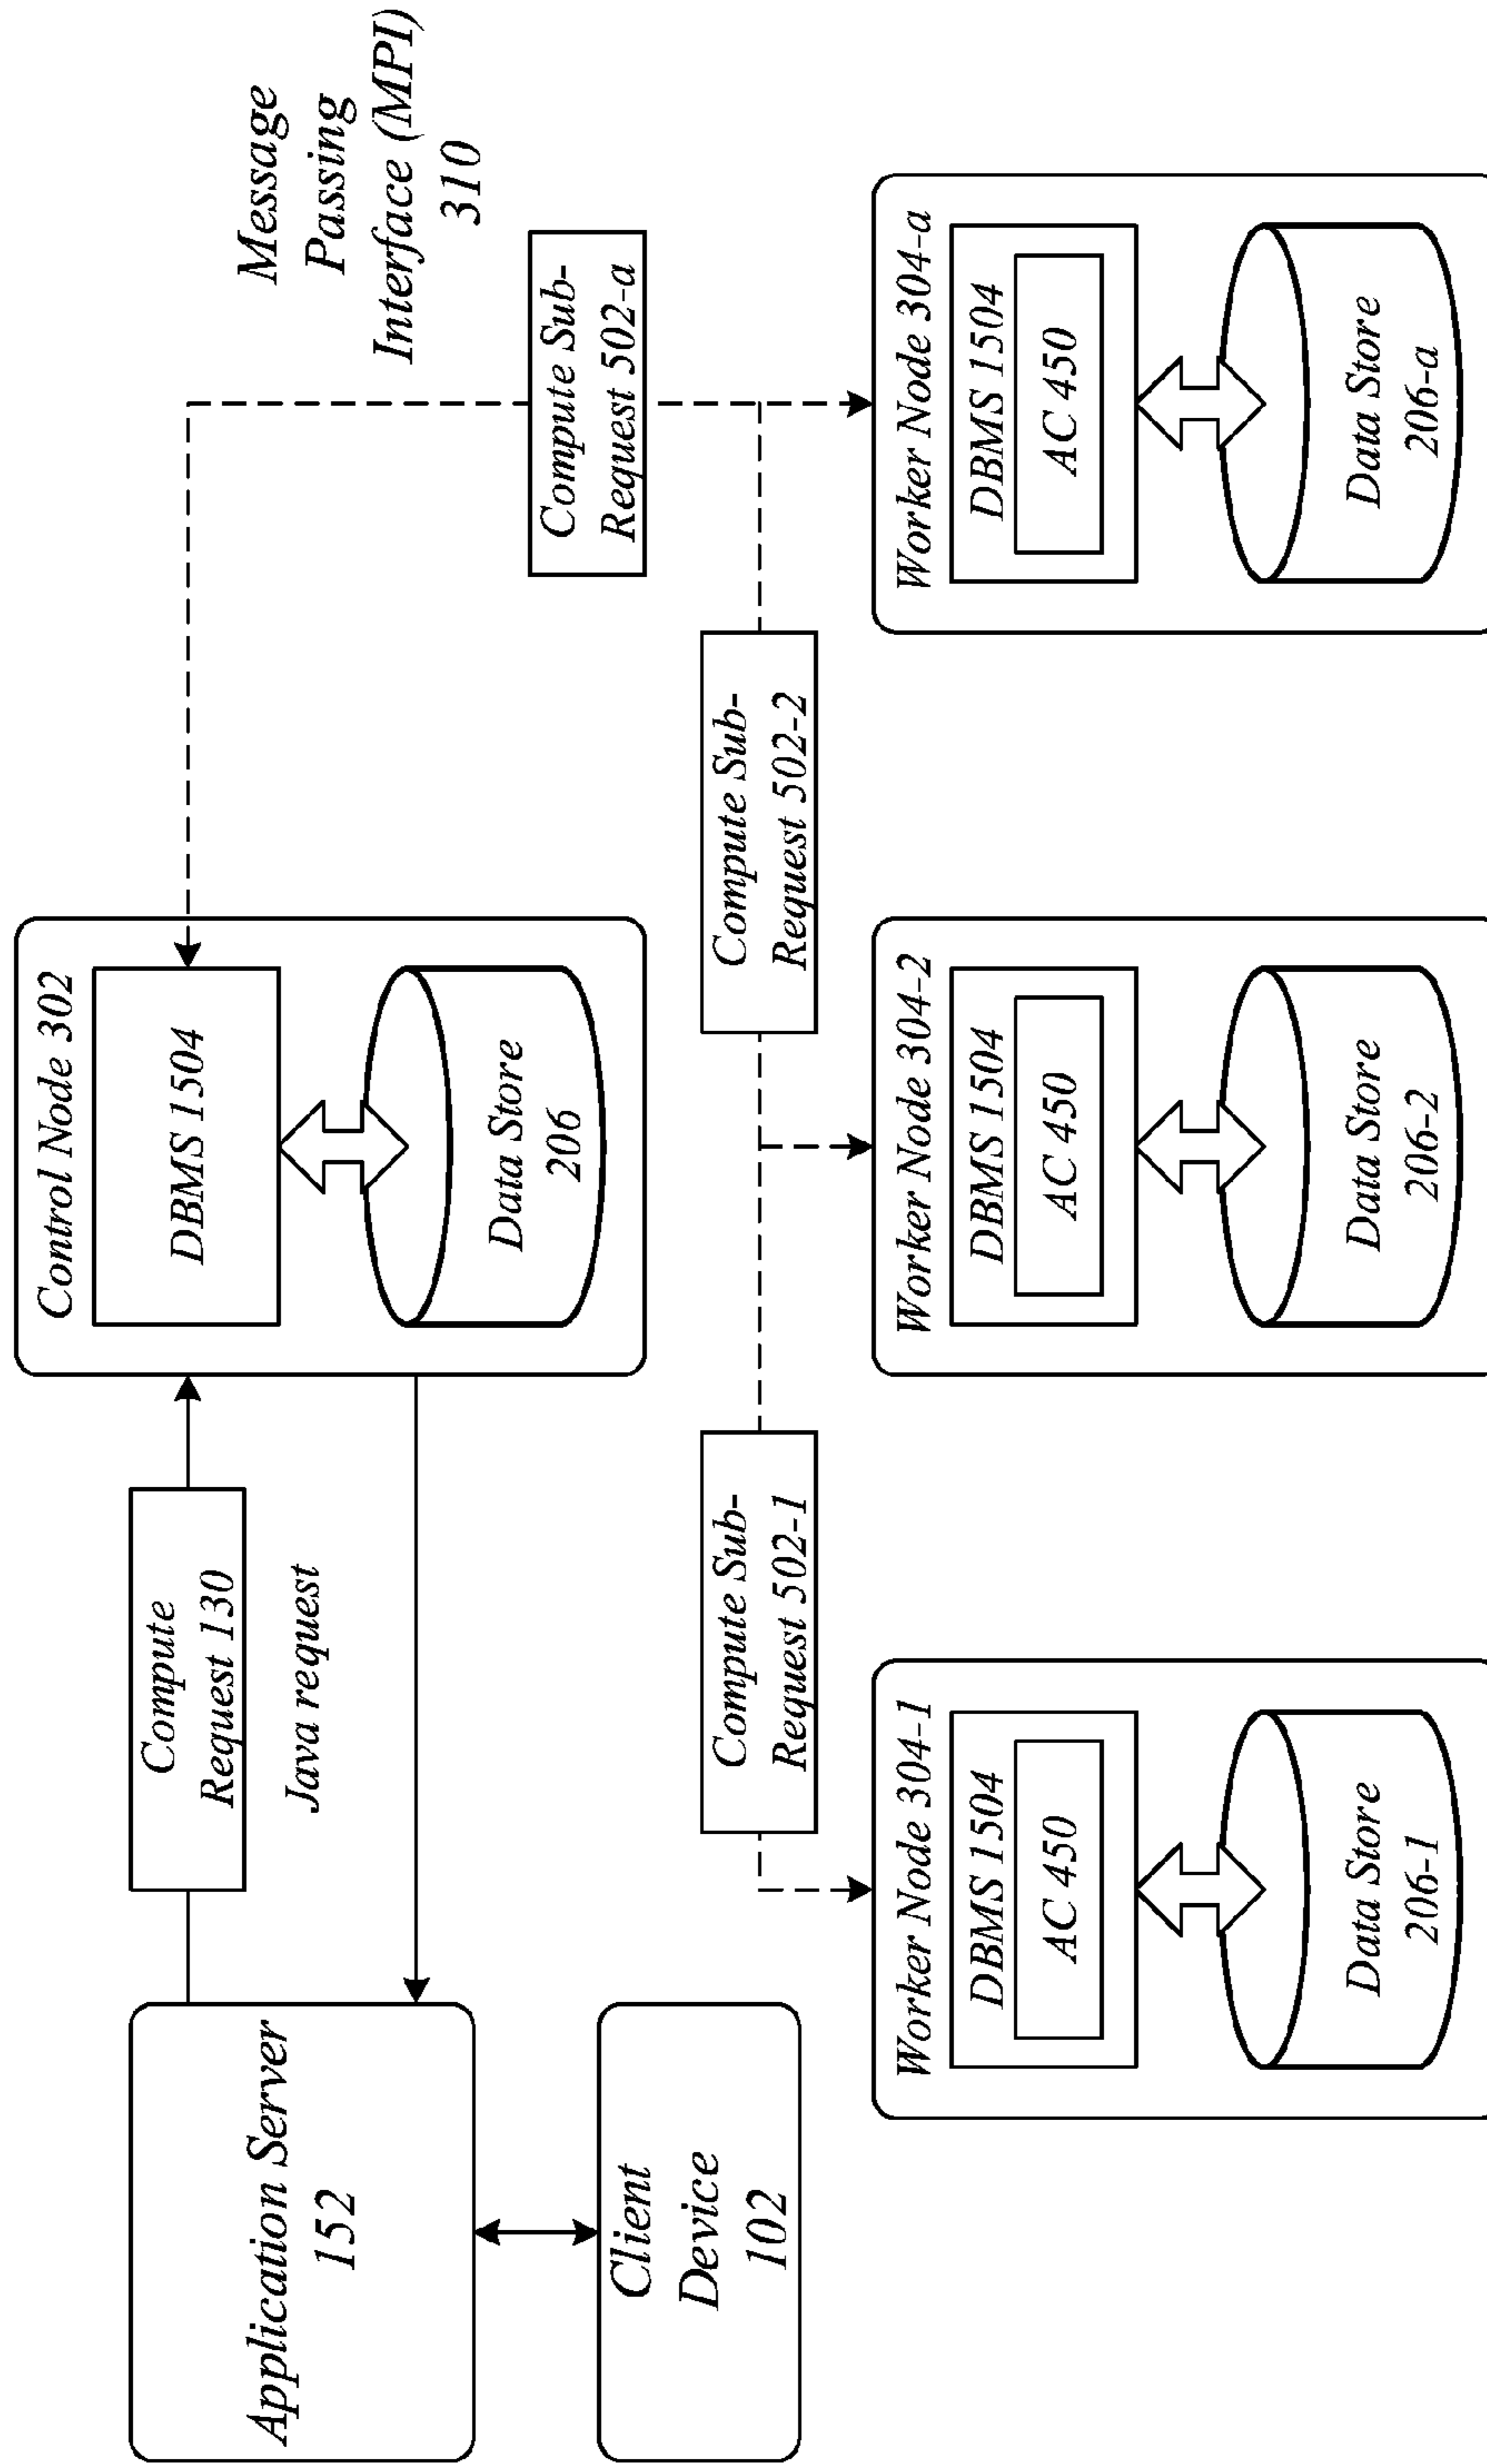 Application Server
152
Client
Device
102
Compute
Request 130
Java request
Control Node 302
DBMS 1504
Data Store
206
Message
Passing
Interface (MPI)
310
Compute Sub-
Request 502-a
Compute Sub-
Request 502-1
Compute Sub-
Request 502-2
Worker Node 304-1
DBMS 1504
AC 450
Data Store
206-1
Worker Node 304-2
DBMS 1504
AC 450
Data Store
206-2
Worker Node 304-a
DBMS 1504
AC 450
Data Store
206-a